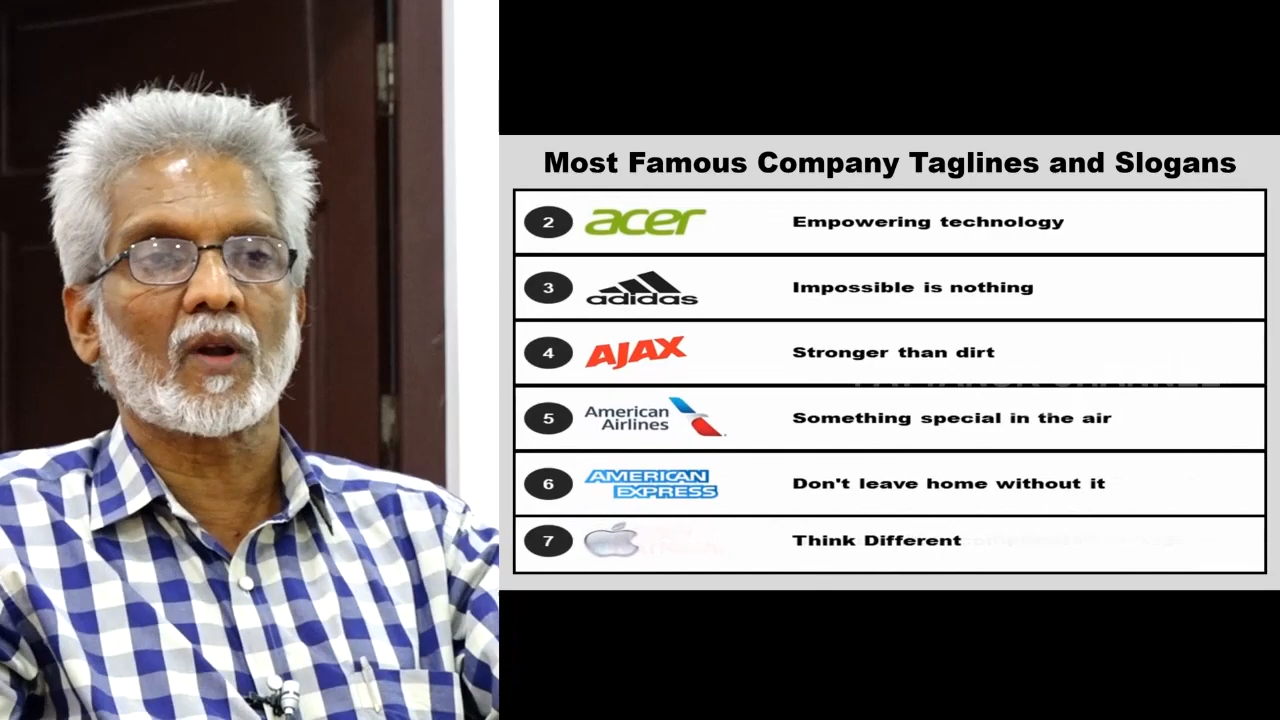 Most Famous Company Taglines and Slogans
2 acer Empowering technology
3 adidas Impossible is nothing
4 AJAX Stronger than dirt
5 American Airlines Something special in the air
6 AMERICAN EXPRESS Don't leave home without it
7 Think Different